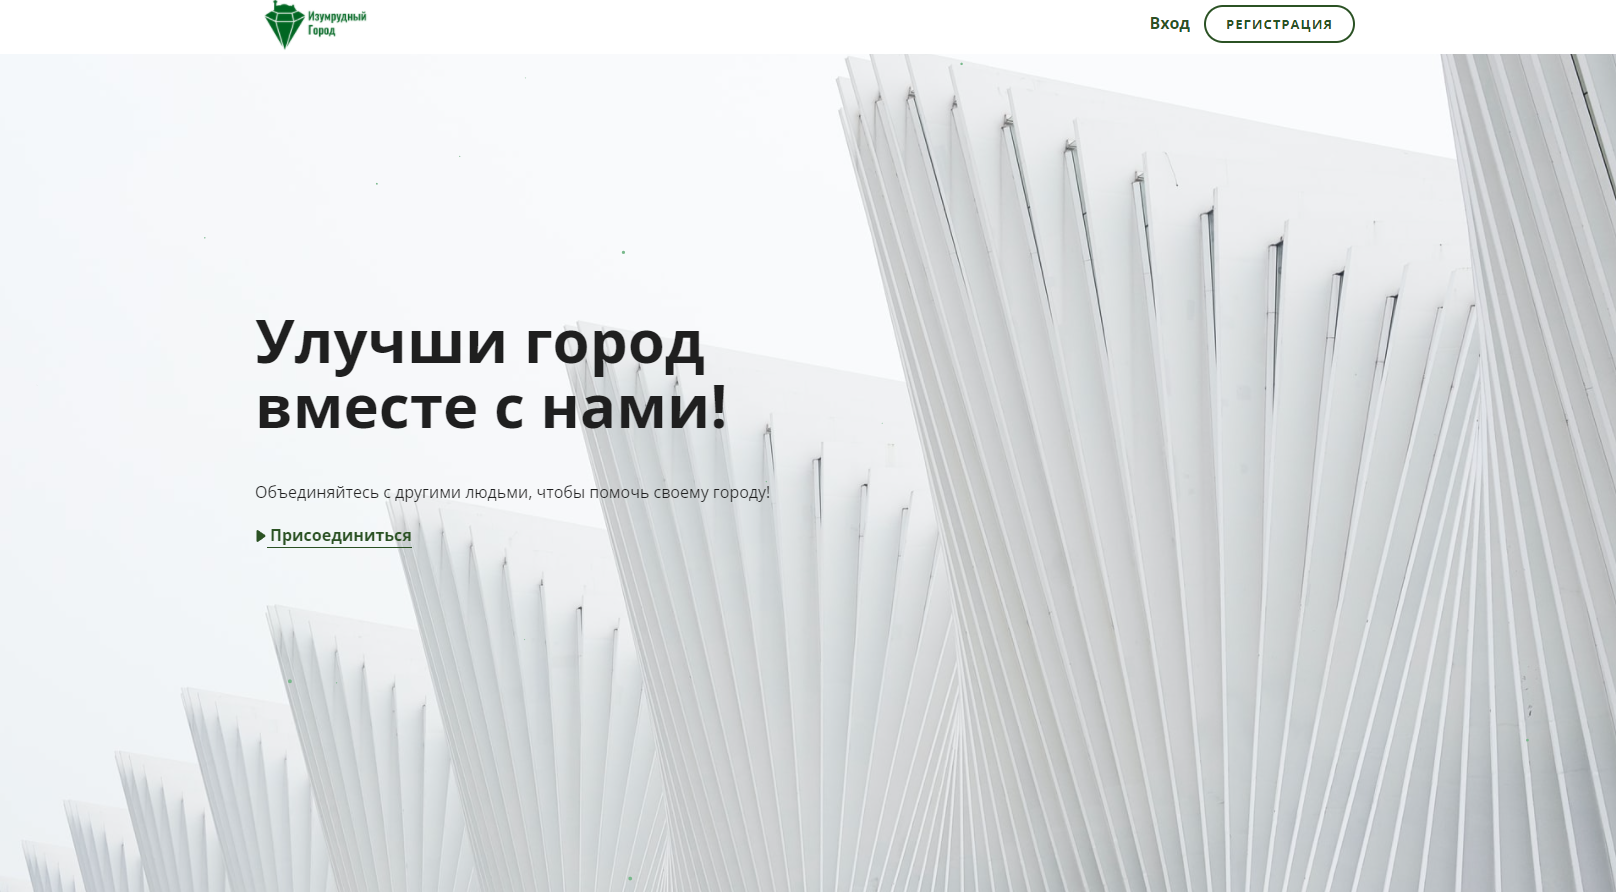 Изумрудный
Город
Вход
РЕГИСТРАЦИЯ
Улучши город
вместе с нами!
Объединяйтесь с другими людьми, чтобы помочь своему городу!
Присоединиться